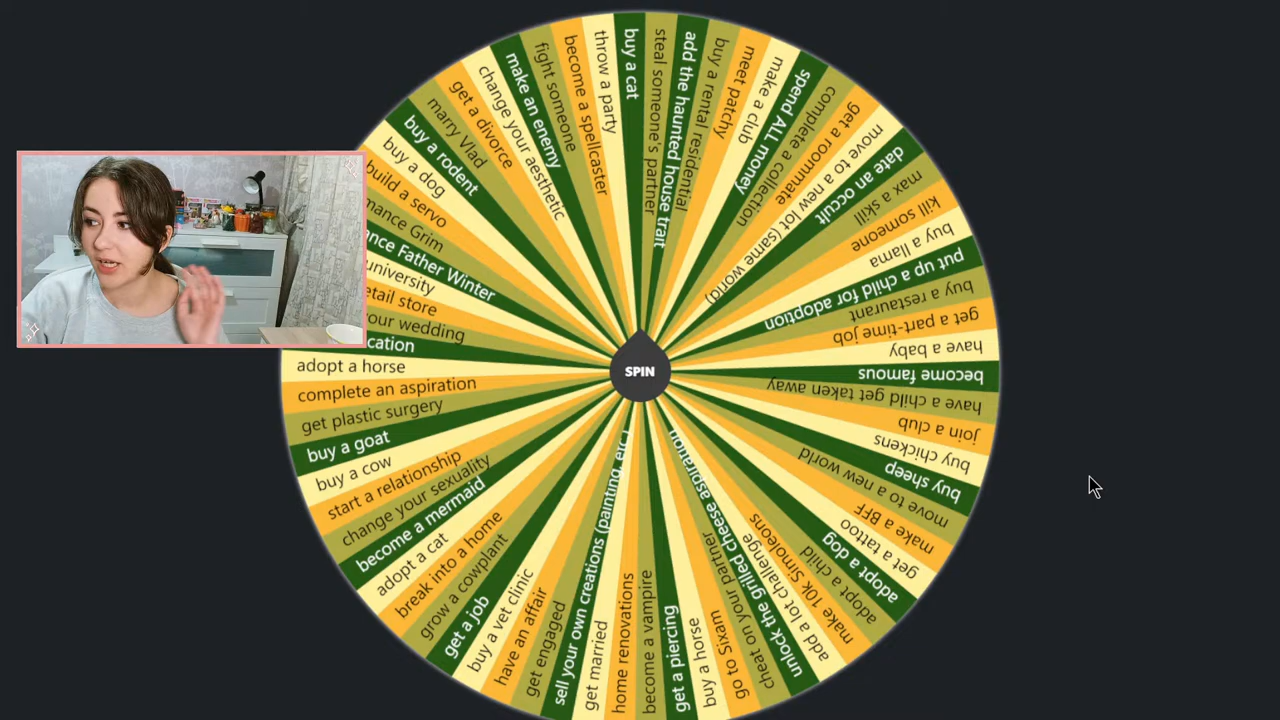 buy a cat
steal someone's partner
add the haunted house trait
buy a rental residential
meet patchy
make a club
spend ALL money
complete a collection
get a roommate
move to a new lot (same world)
date an occult
max a skill
kill someone
buy a llama
put up a child for adoption
buy a restaurant
get a part-time job
have a baby
become famous
have a child get taken away
join a club
buy chickens
buy sheep
move to a new world
make a BFF
get a tattoo
adopt a dog
adopt a child
make 10k Simoleons
add a lot challenge
unlock the grilled cheese aspiration
cheat on your partner
go to Sixam
buy a horse
get a piercing
become a vampire
home renovations
get married
sell your own creations (painting, etc.)
get engaged
have an affair
buy a vet clinic
get a job
grow a cowplant
break into a home
adopt a cat
become a mermaid
change your sexuality
start a relationship
buy a cow
buy a goat
get plastic surgery
complete an aspiration
adopt a horse
cation
our wedding
etail store
university
nce Father Winter
mance Grim
build a servo
buy a dog
buy a rodent
marry Vlad
get a divorce
change your aesthetic
make an enemy
fight someone
become a spellcaster
throw a party
SPIN